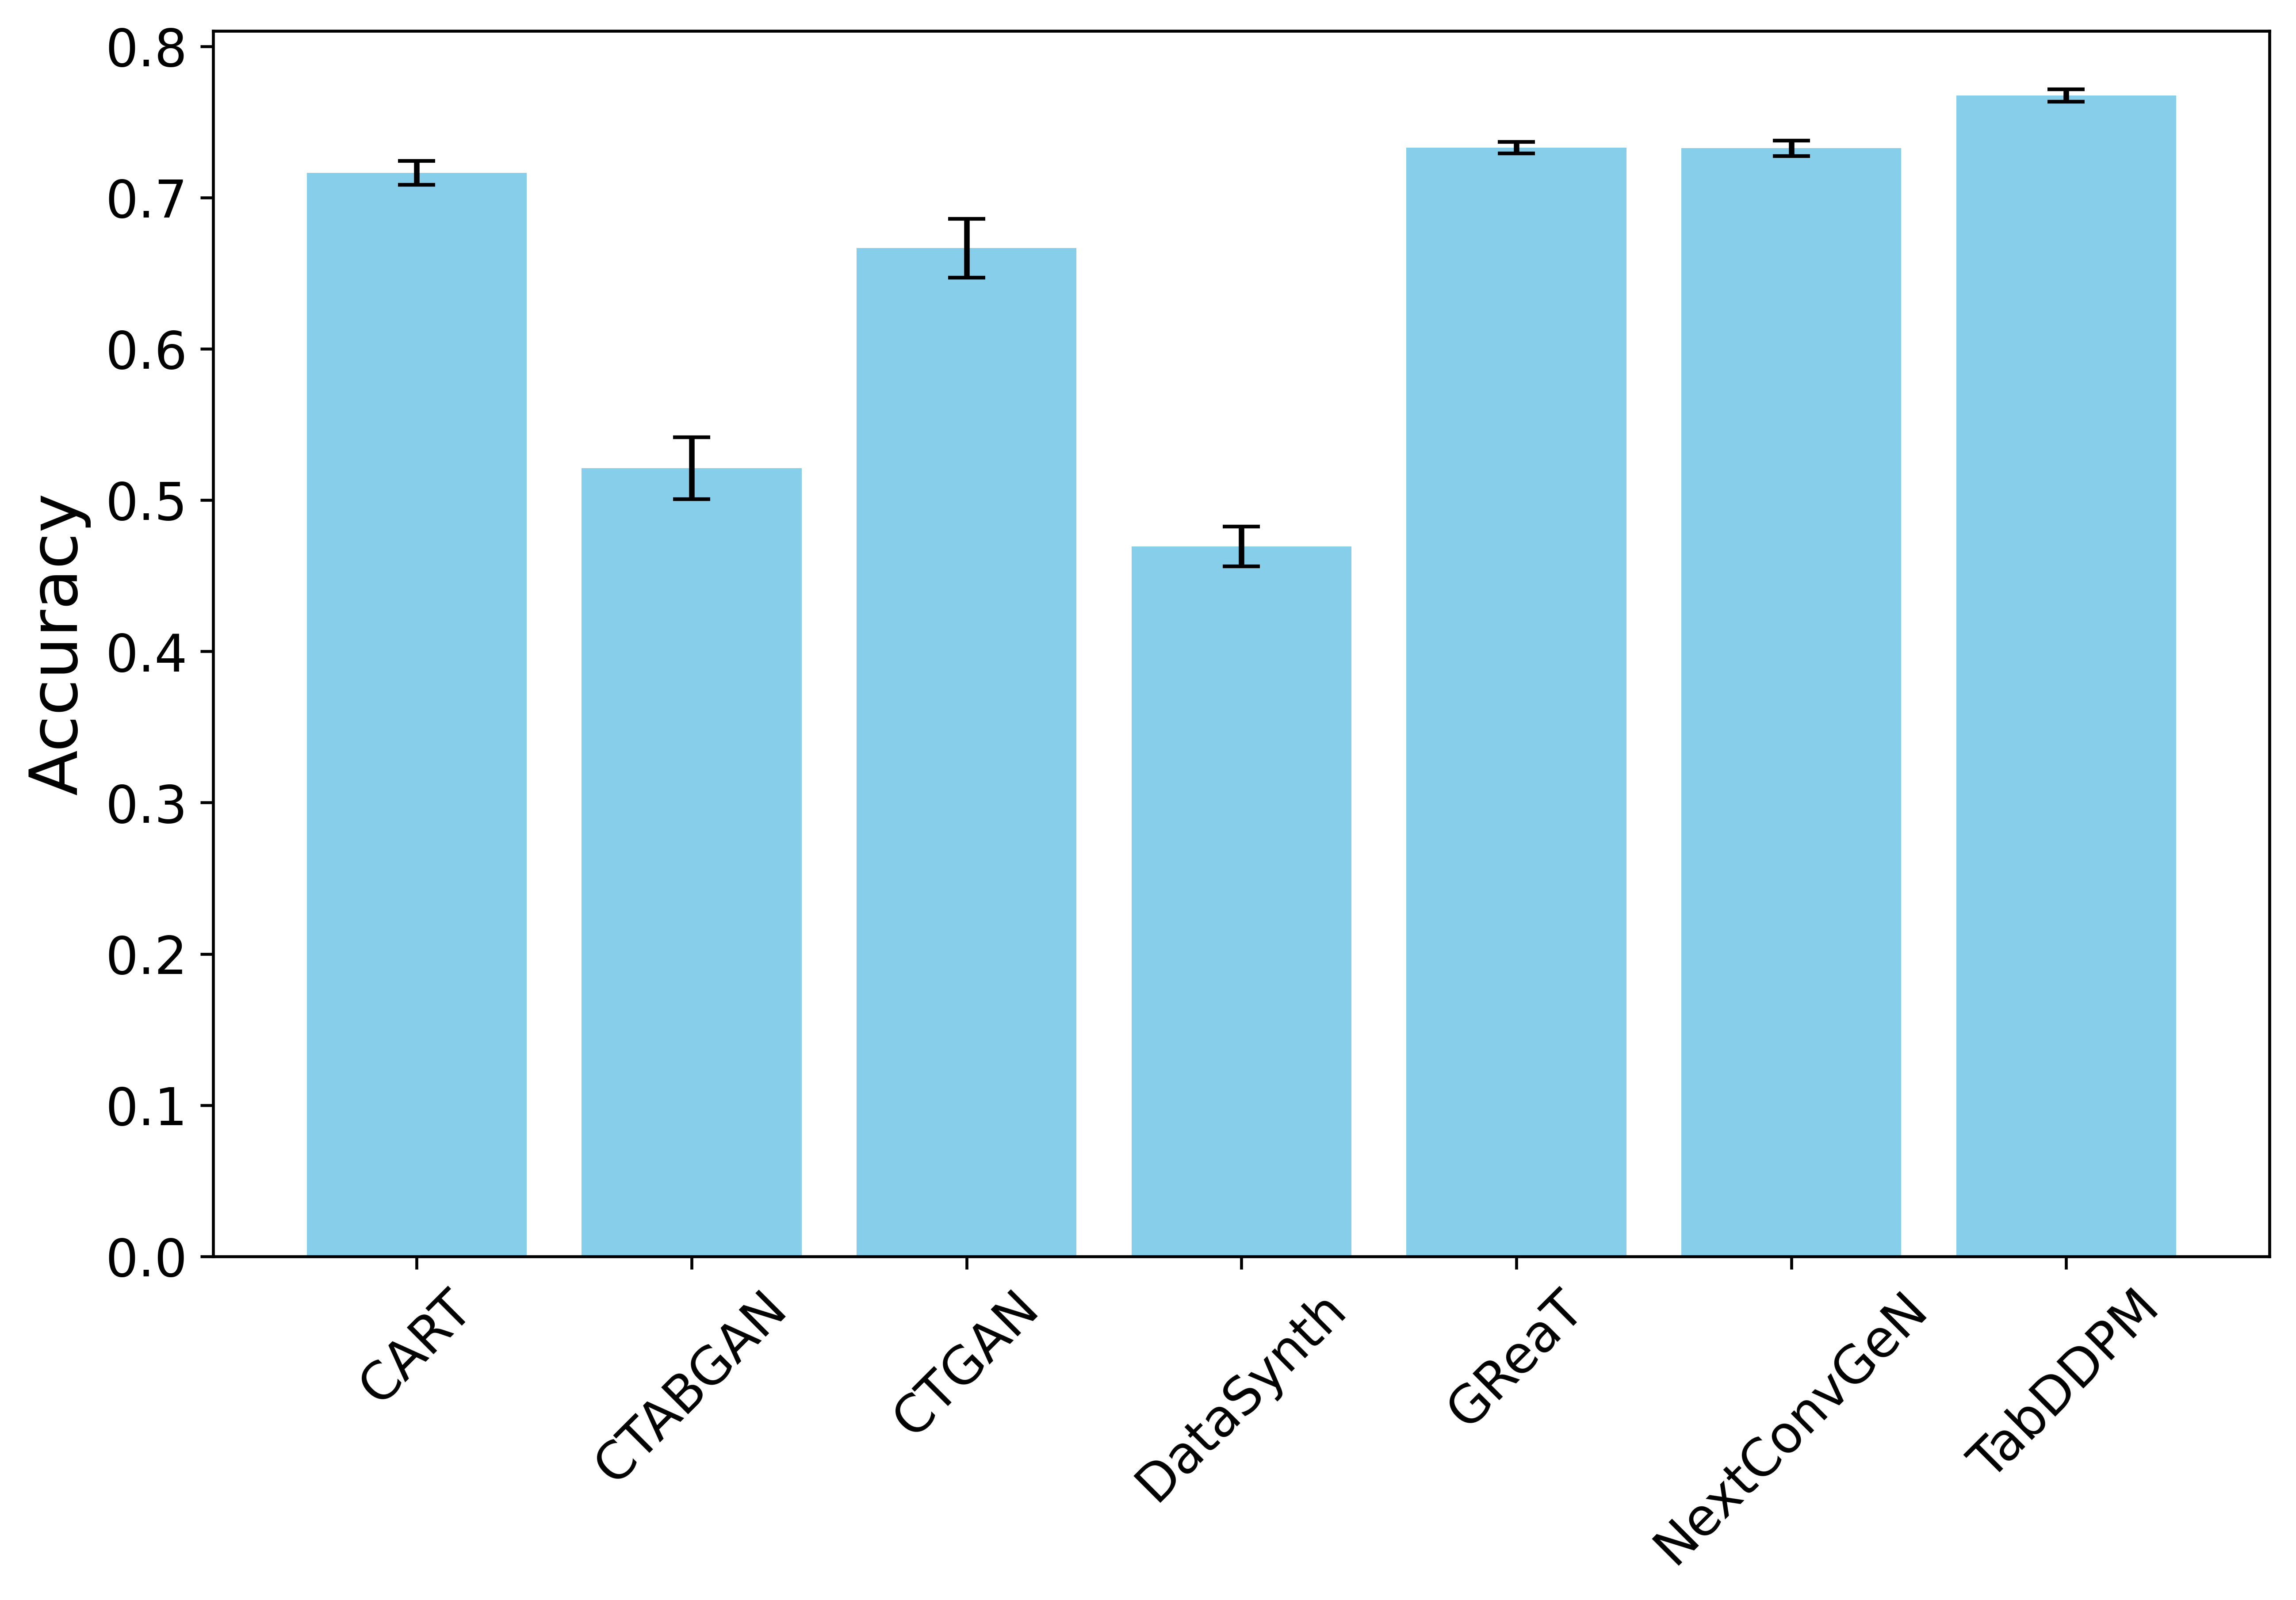 Accuracy
0.8
0.7
0.6
0.5
0.4
0.3
0.2
0.1
0.0
CART
CTABGAN
CTGAN
DataSynth
GReaT
NextConvGeN
TabDDPM